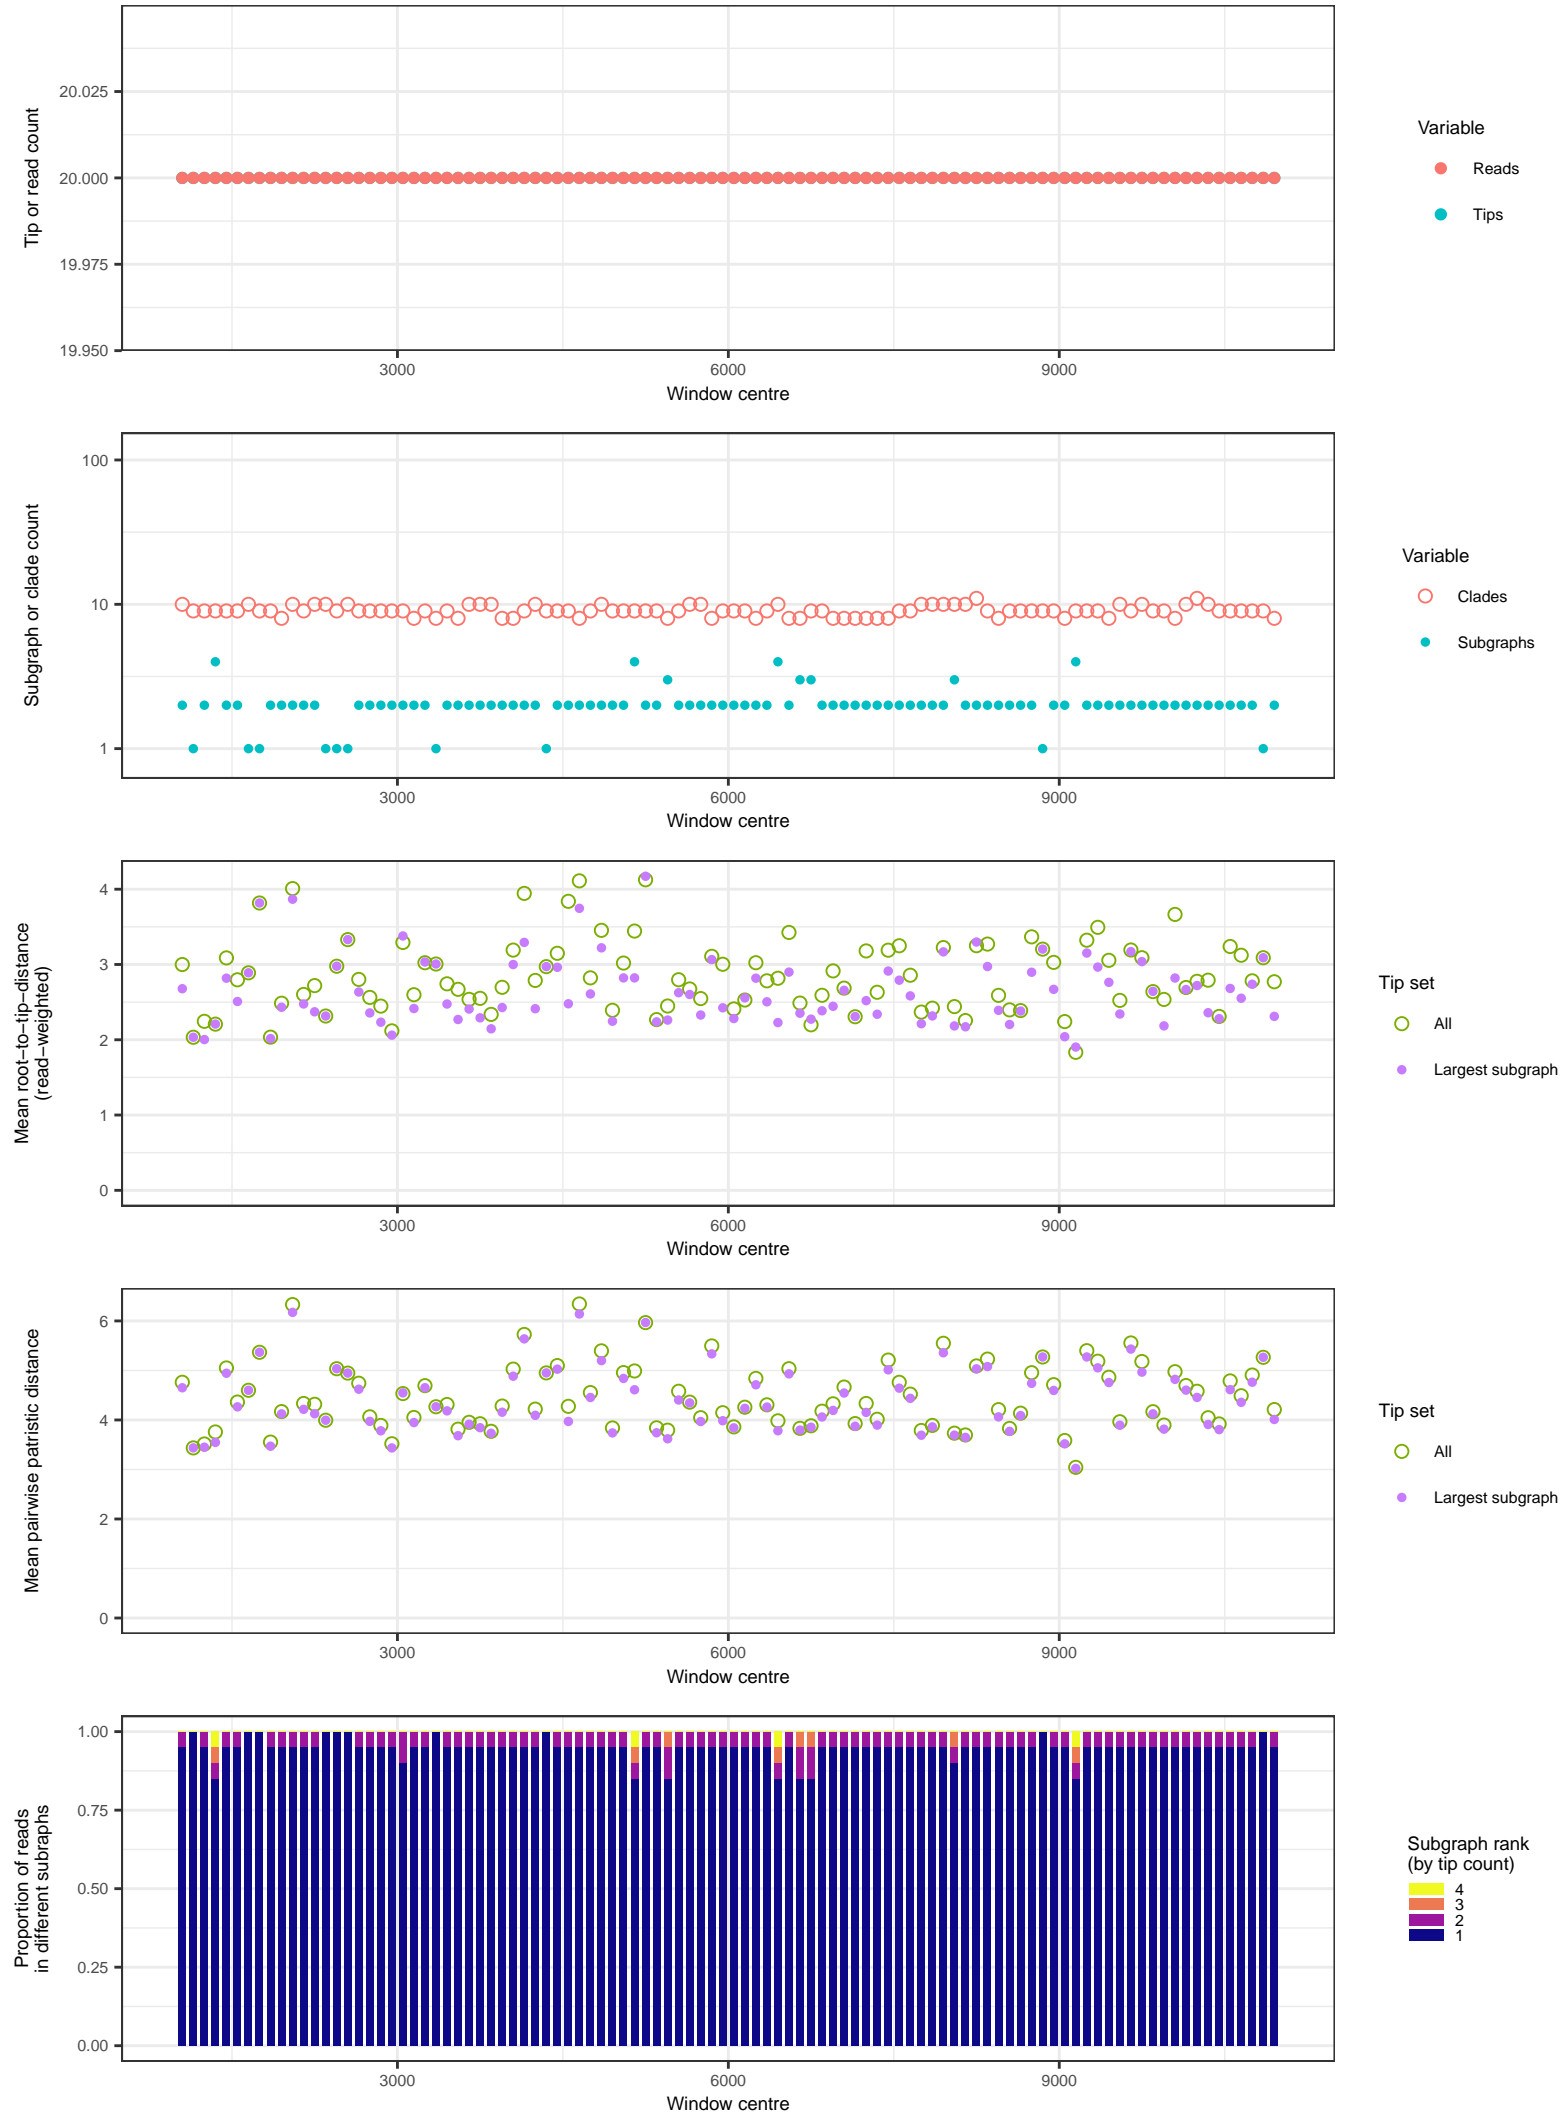 20.025
20.000
19.975
19.950
Tip or read count
3000
6000
9000
Window centre
Variable
Reads
Tips
100
10
1
Subgraph or clade count
3000
6000
9000
Window centre
Variable
Clades
Subgraphs
4
3
2
1
0
Mean root−to−tip−distance
(read−weighted)
3000
6000
9000
Window centre
Tip set
All
Largest subgraph
6
4
2
0
Mean pairwise patristic distance
3000
6000
9000
Window centre
Tip set
All
Largest subgraph
1.00
0.75
0.50
0.25
0.00
Proportion of reads
in different subraphs
3000
6000
9000
Window centre
Subgraph rank
(by tip count)
4
3
2
1